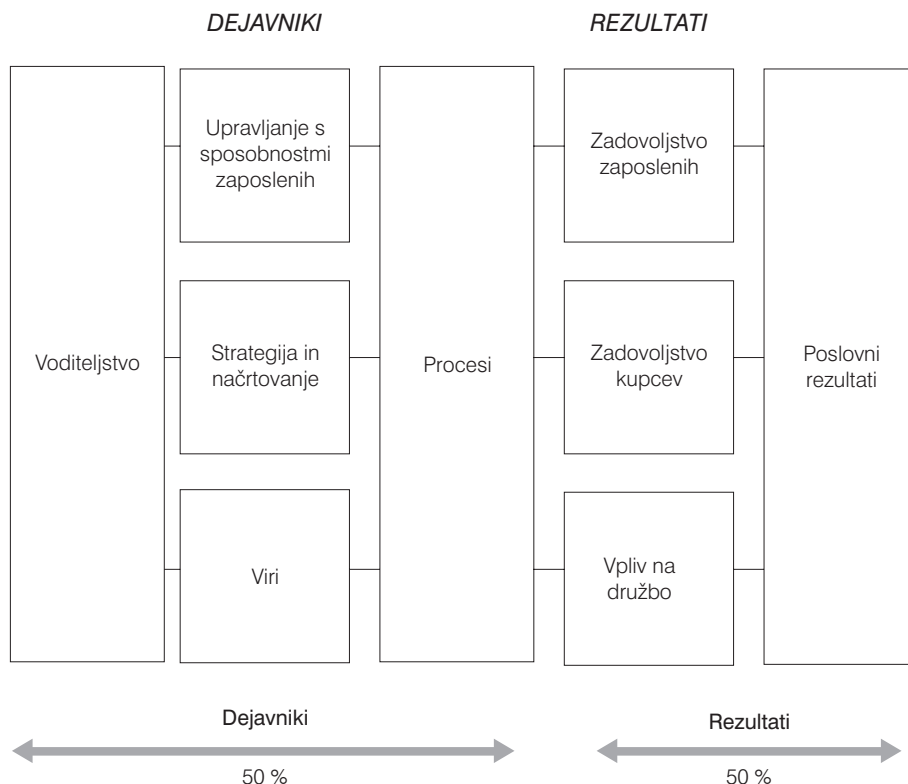 DEJAVNIKI
REZULTATI
Voditeljstvo
Upravljanje s
sposobnostmi
zaposlenih
Strategija in
načrtovanje
Viri
Procesi
Zadovoljstvo
zaposlenih
Zadovoljstvo
kupcev
Vpliv na
družbo
Poslovni
rezultati
Dejavniki
50 %
Rezultati
50 %